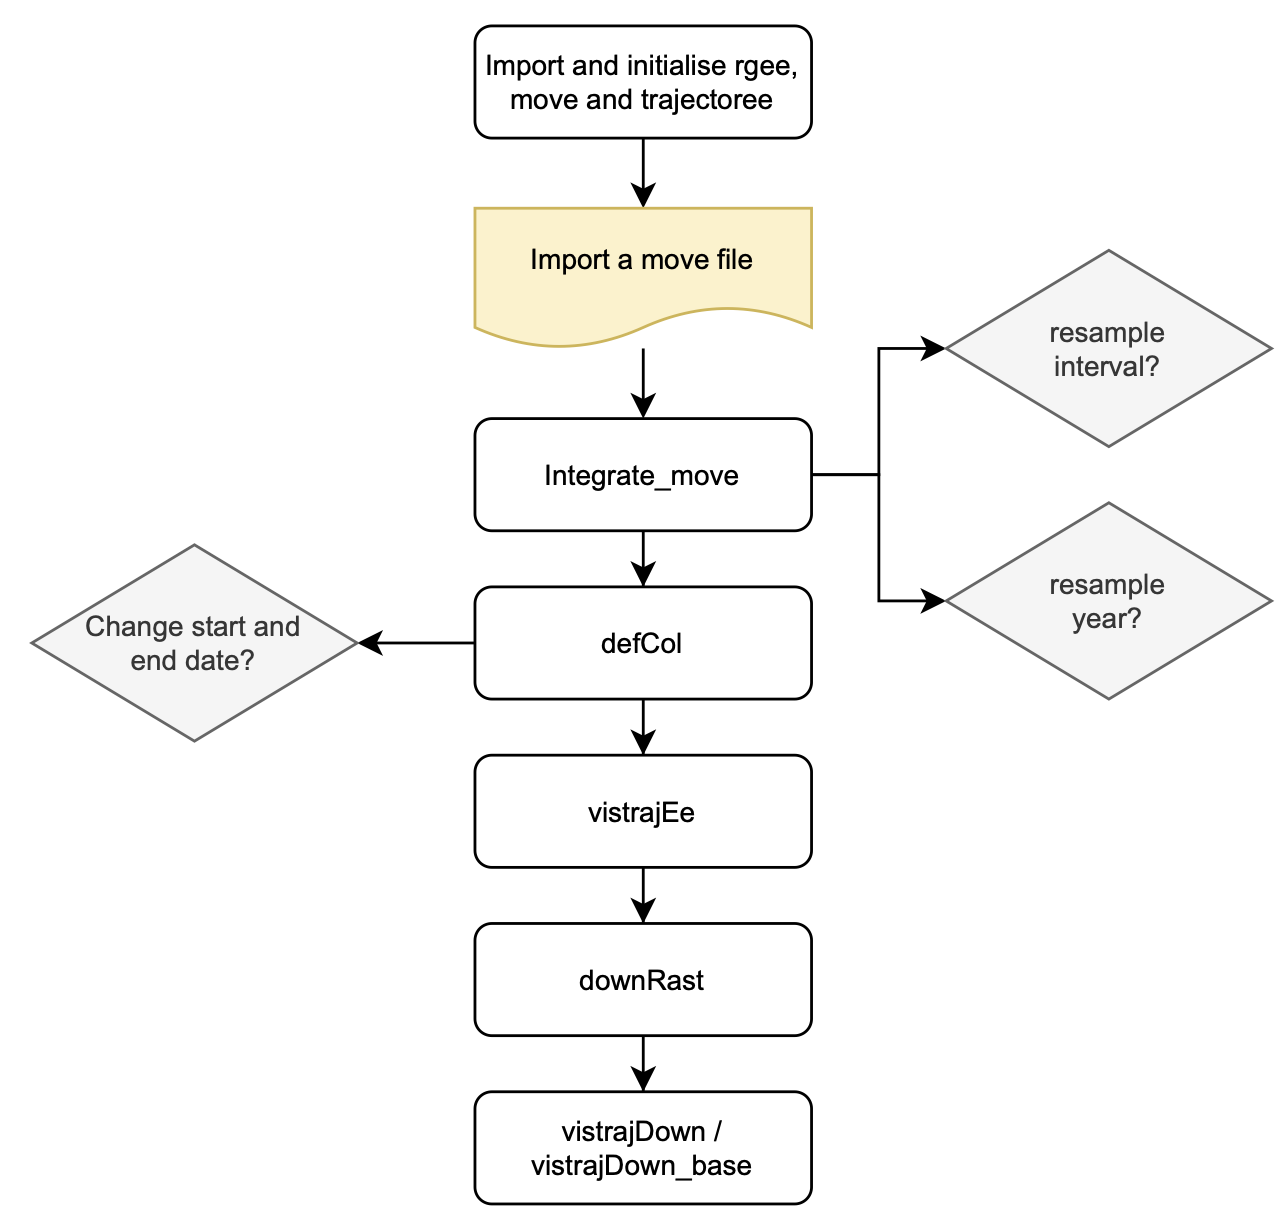 Import and initialise rgee,
move and trajectoree
Import a move file
resample
interval?
Integrate_move
resample
year?
Change start and
end date?
defCol
vistrajEe
downRast
vistrajDown /
vistrajDown_base